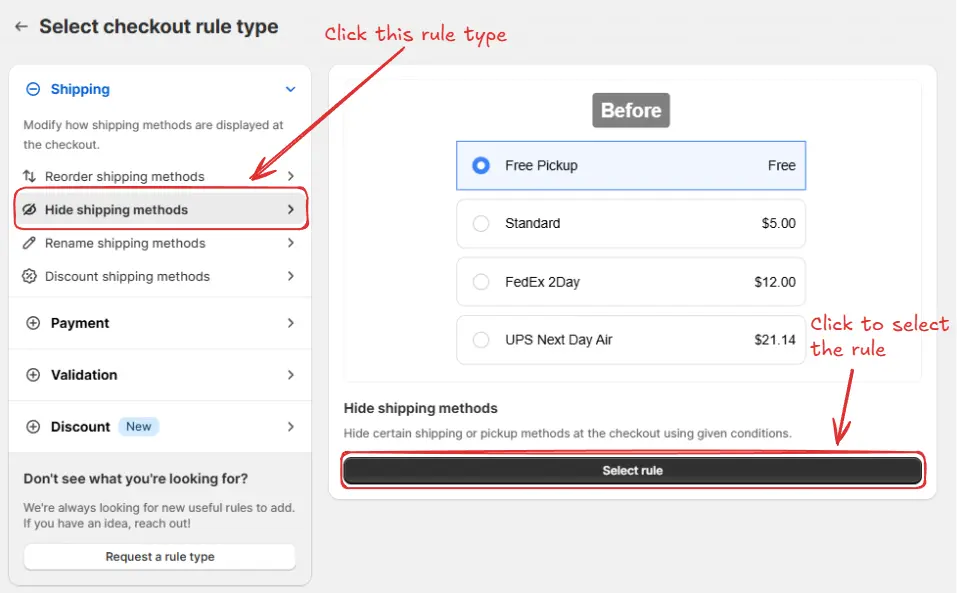 Select checkout rule type
Click this rule type
Shipping
Modify how shipping methods are displayed at
the checkout.
Reorder shipping methods
Hide shipping methods
Rename shipping methods
Discount shipping methods
Payment
Validation
Discount New
Don't see what you're looking for?
We're always looking for new useful rules to add.
If you have an idea, reach out!
Request a rule type
Before
Free Pickup Free
Standard $5.00
FedEx 2Day $12.00
UPS Next Day Air $21.14
Click to select
the rule
Hide shipping methods
Hide certain shipping or pickup methods at the checkout using given conditions.
Select rule